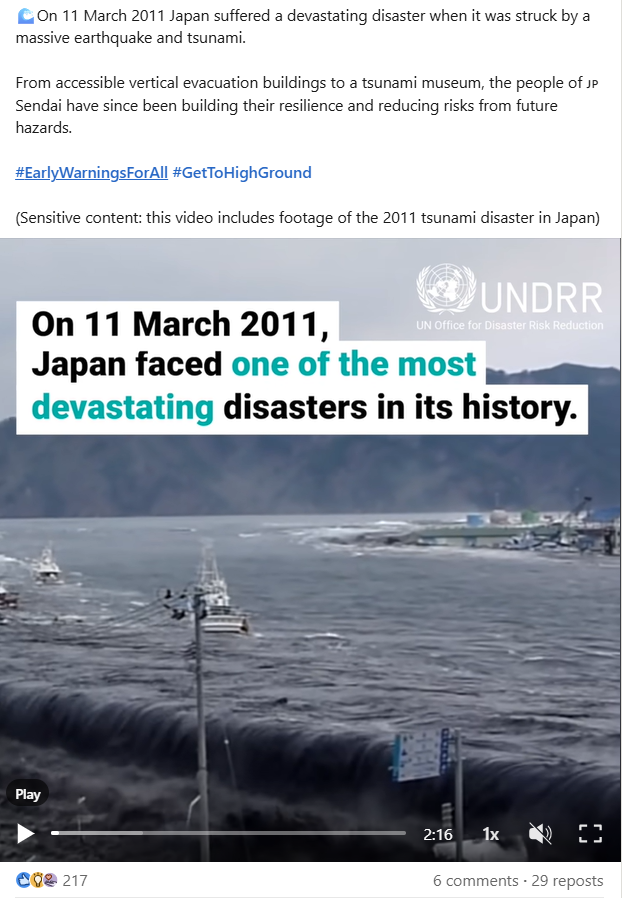 🌊On 11 March 2011 Japan suffered a devastating disaster when it was struck by a
massive earthquake and tsunami.
From accessible vertical evacuation buildings to a tsunami museum, the people of JP
Sendai have since been building their resilience and reducing risks from future
hazards.
#EarlyWarningsForAll #GetToHighGround
(Sensitive content: this video includes footage of the 2011 tsunami disaster in Japan)
UNDRR
UN Office for Disaster Risk Reduction
On 11 March 2011,
Japan faced one of the most
devastating disasters in its history.
Play
2:16 1x
217 6 comments · 29 reposts